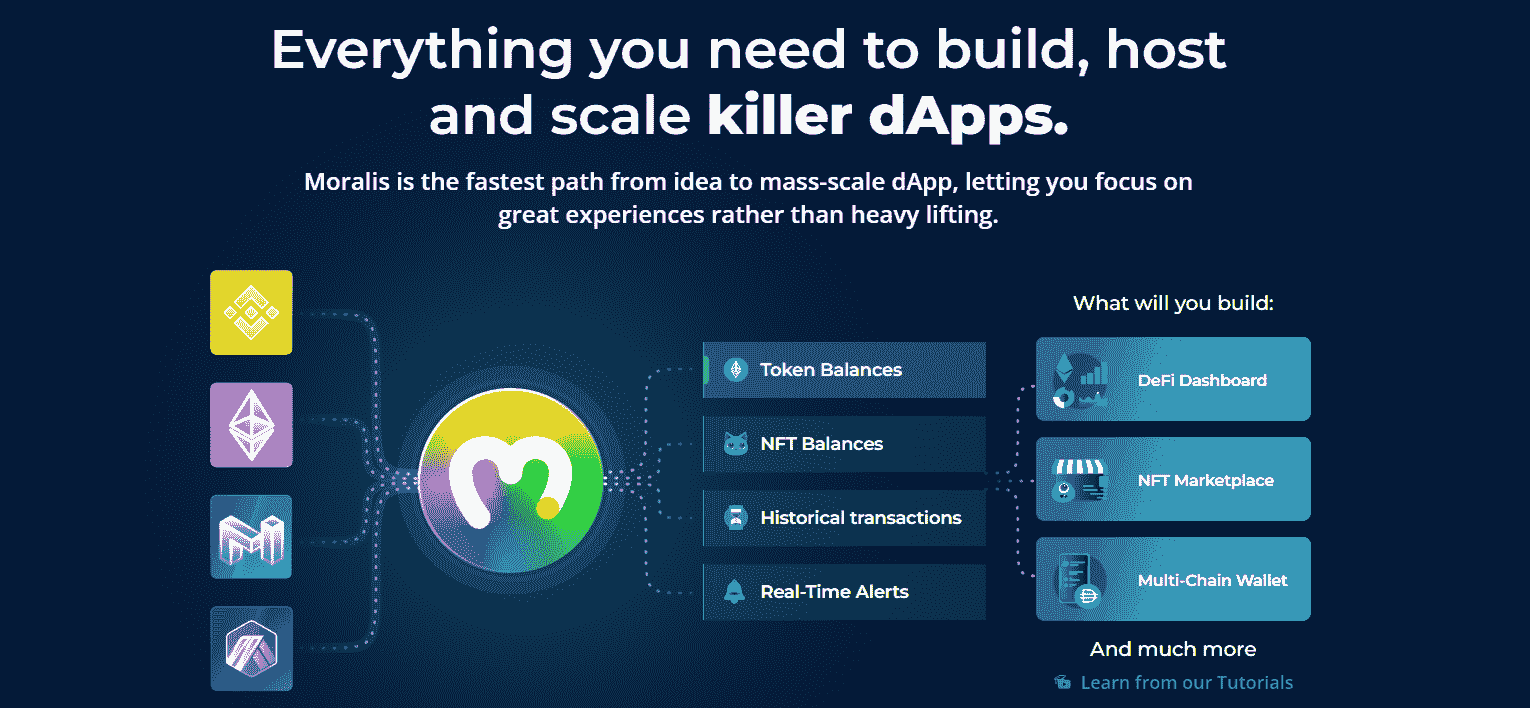 Everything you need to build, host
and scale killer dApps.
Moralis is the fastest path from idea to mass-scale dApp, letting you focus on
great experiences rather than heavy lifting.
Token Balances
NFT Balances
Historical transactions
Real-Time Alerts
What will you build:
DeFi Dashboard
NFT Marketplace
Multi-Chain Wallet
And much more
Learn from our Tutorials